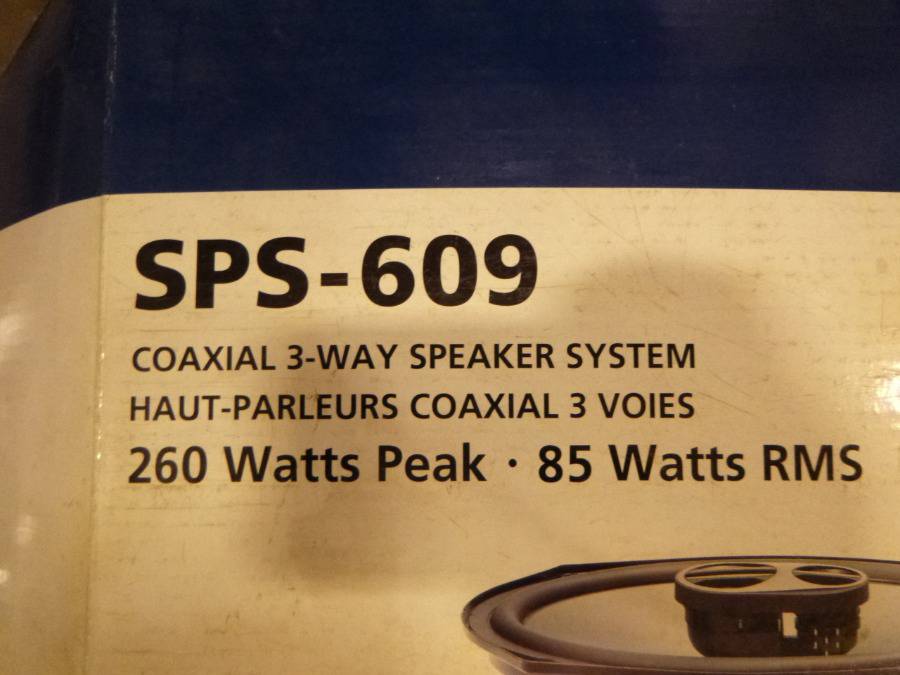 SPS-609
COAXIAL 3-WAY SPEAKER SYSTEM
HAUT-PARLEURS COAXIAL 3 VOIES
260 Watts Peak · 85 Watts RMS